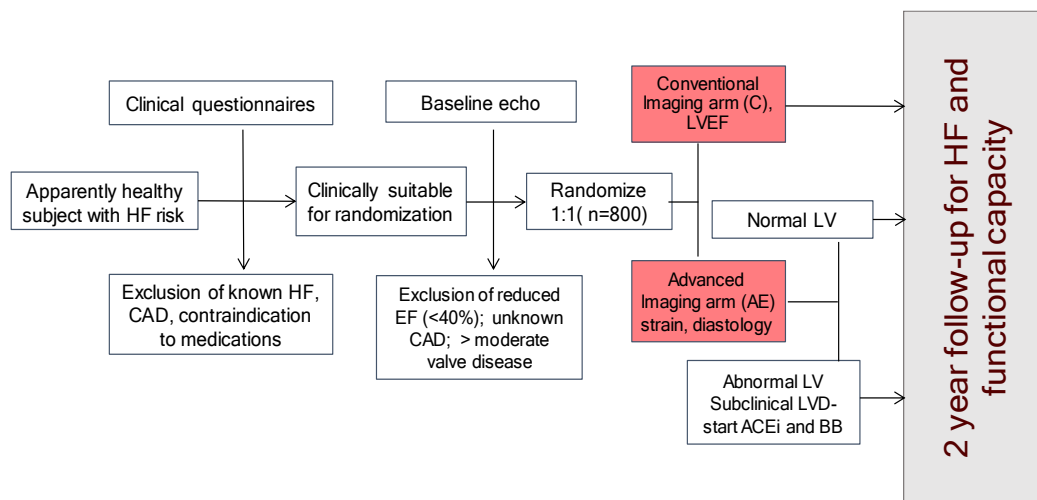 Clinical questionnaires
Baseline echo
Conventional
Imaging arm (C),
LVEF
Apparently healthy
subject with HF risk
Clinically suitable
for randomization
Randomize
1:1( n=800)
Normal LV
Exclusion of known HF,
CAD, contraindication
to medications
Exclusion of reduced
EF (<40%); unknown
CAD; > moderate
valve disease
Advanced
Imaging arm (AE)
strain, diastology
Abnormal LV
Subclinical LVD-
start ACEi and BB
2 year follow-up for HF and
functional capacity